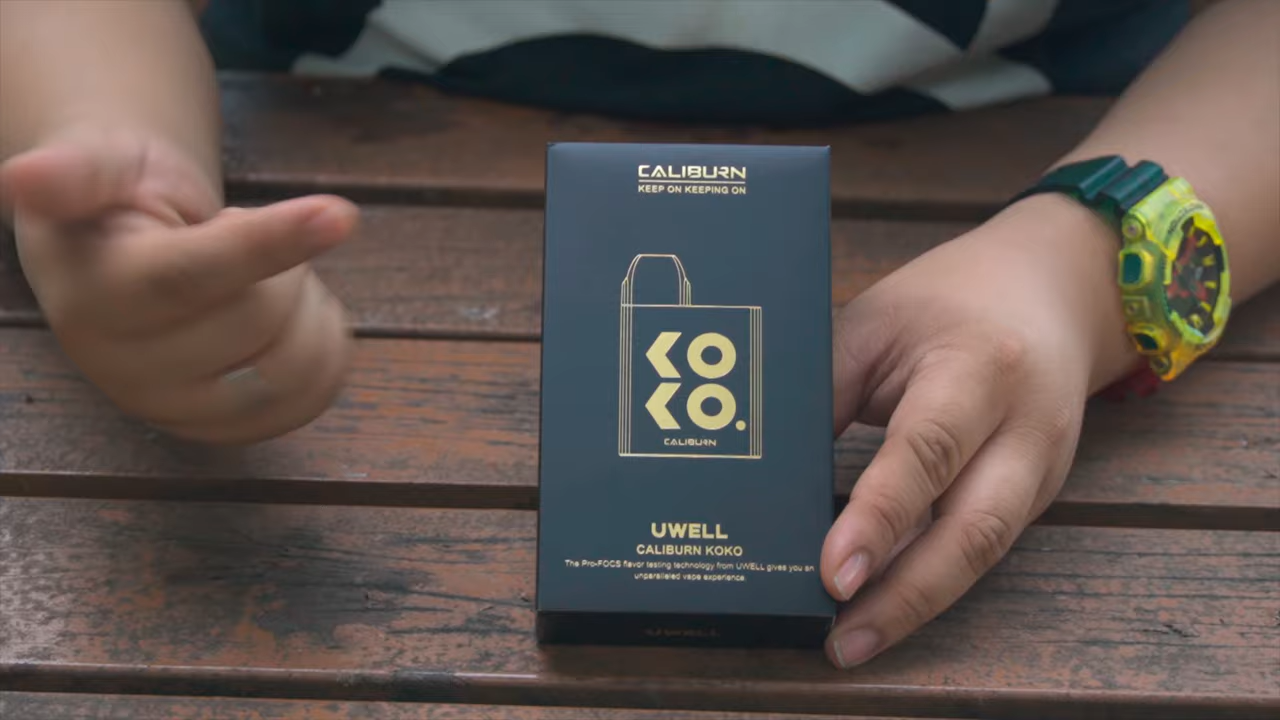 CALIBURN
KEEP ON KEEPING ON
KO
KO.
CALIBURN
UWELL
CALIBURN KOKO
The Pro-FOCS flavor testing technology from UWELL gives you an
unparalleled vape experience.